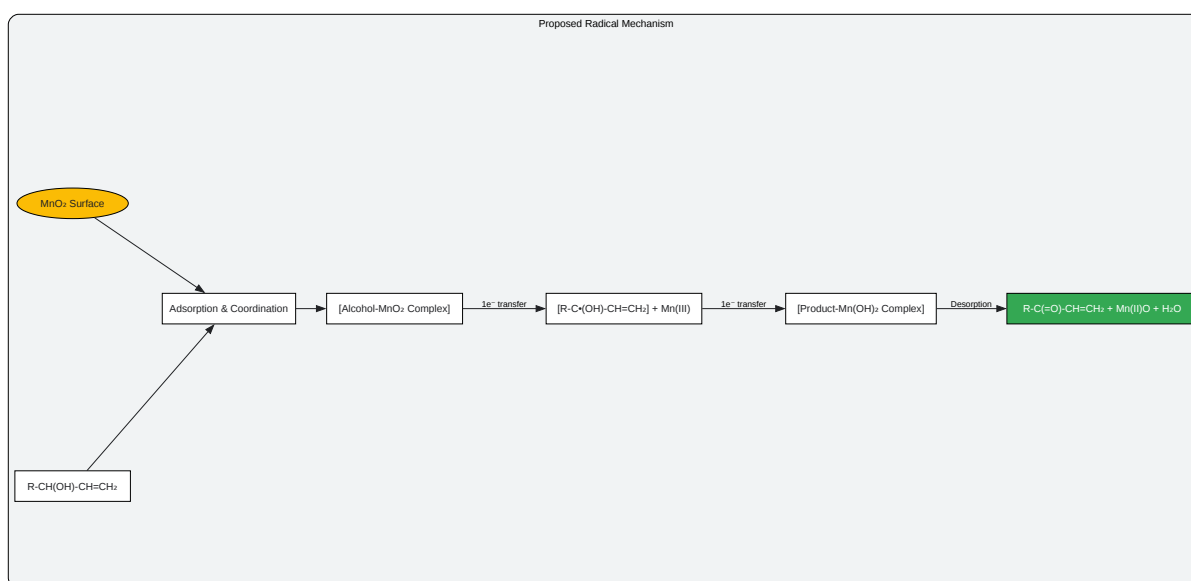 Proposed Radical Mechanism
MnO₂ Surface
Adsorption & Coordination
[Alcohol-MnO₂ Complex]
1e⁻ transfer
[R-C•(OH)-CH=CH₂] + Mn(III)
1e⁻ transfer
[Product-Mn(OH)₂ Complex]
Desorption
R-C(=O)-CH=CH₂ + Mn(II)O + H₂O
R-CH(OH)-CH=CH₂